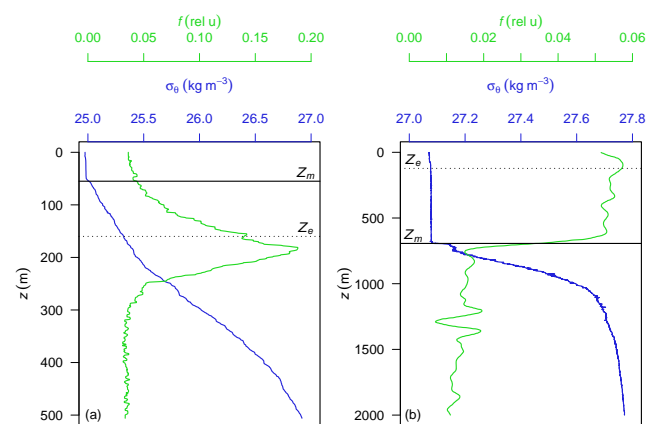 f (rel u)
0.00 0.05 0.10 0.15 0.20
σθ (kg m⁻³)
25.0 25.5 26.0 26.5 27.0
0
100
200
300
400
500
z (m)
Zm
Ze
(a)
f (rel u)
0.00 0.02 0.04 0.06
σθ (kg m⁻³)
27.0 27.2 27.4 27.6 27.8
0
500
1000
1500
2000
z (m)
Ze
Zm
(b)